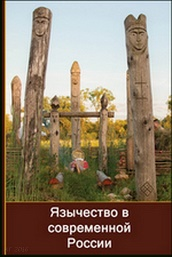 Язычество в
современной
России